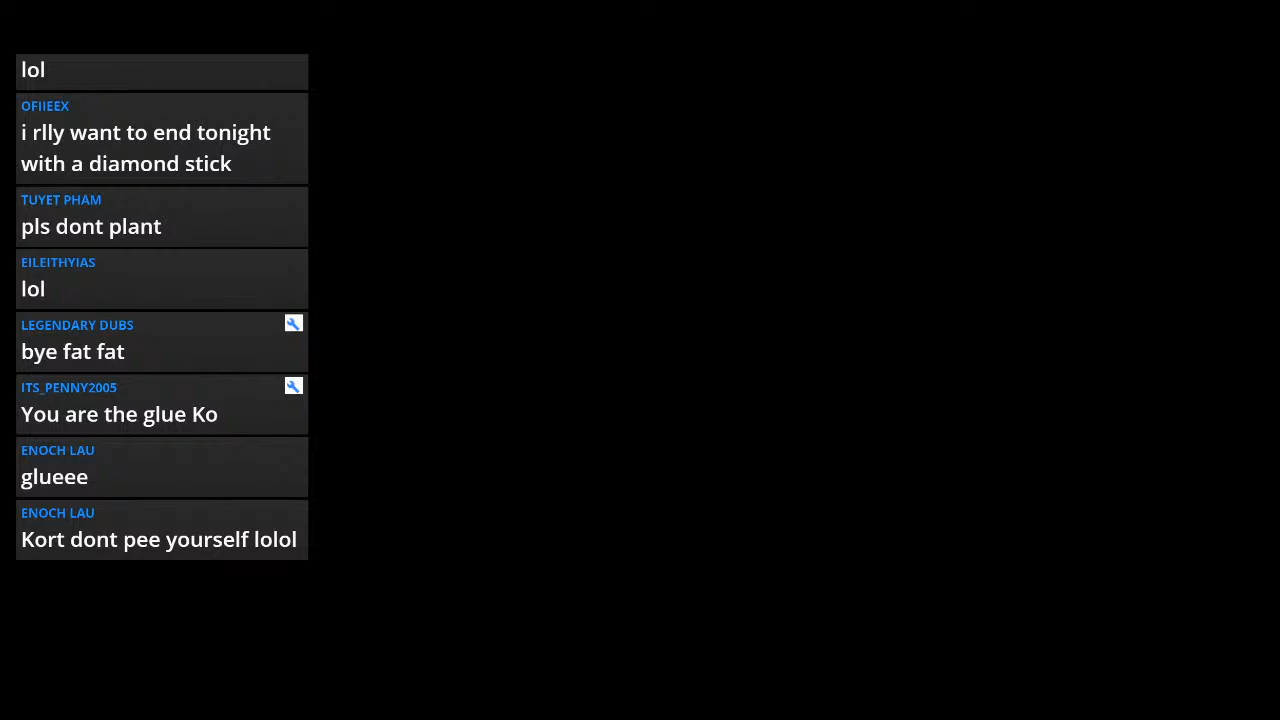 lol
OFIIEEX
i rlly want to end tonight
with a diamond stick
TUYET PHAM
pls dont plant
EILEITHYIAS
lol
LEGENDARY DUBS
bye fat fat
ITS_PENNY2005
You are the glue Ko
ENOCH LAU
glueee
ENOCH LAU
Kort dont pee yourself lolol